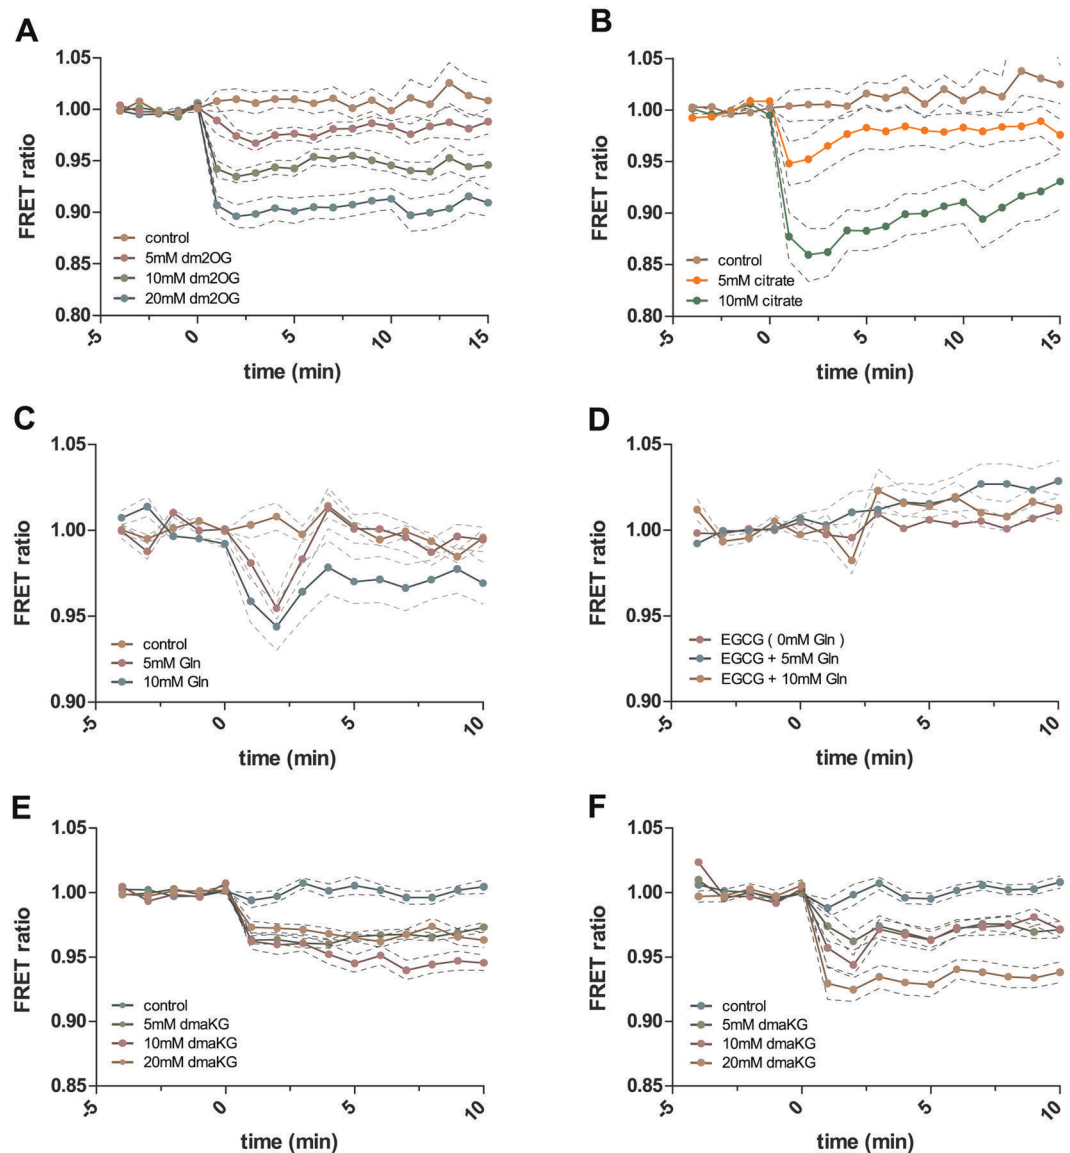 A
1.05
1.00
0.95
0.90
0.85
0.80
FRET ratio
control
5mM dm2OG
10mM dm2OG
20mM dm2OG
-5
0
5
10
15
time (min)
B
1.05
1.00
0.95
0.90
0.85
0.80
FRET ratio
control
5mM citrate
10mM citrate
-5
0
5
10
15
time (min)
C
1.05
1.00
0.95
0.90
FRET ratio
control
5mM Gln
10mM Gln
-5
0
5
10
time (min)
D
1.05
1.00
0.95
0.90
FRET ratio
EGCG ( 0mM Gln )
EGCG + 5mM Gln
EGCG + 10mM Gln
-5
0
5
10
time (min)
E
1.05
1.00
0.95
0.90
0.85
FRET ratio
control
5mM dmaKG
10mM dmaKG
20mM dmaKG
-5
0
5
10
time (min)
F
1.05
1.00
0.95
0.90
0.85
FRET ratio
control
5mM dmaKG
10mM dmaKG
20mM dmaKG
-5
0
5
10
time (min)